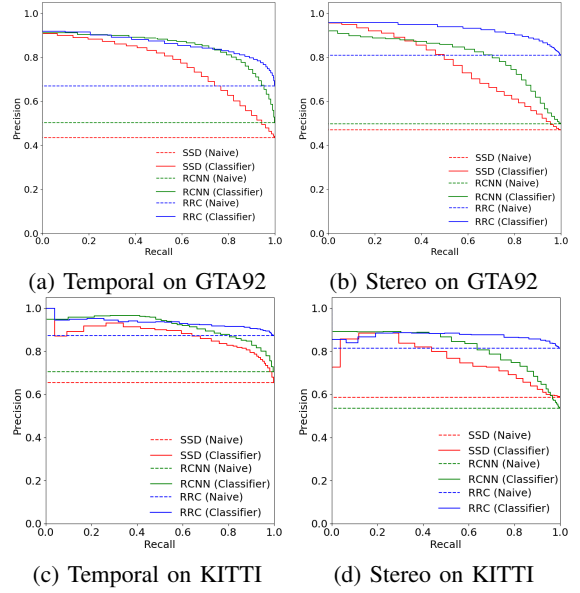 1.0
0.8
0.6
0.4
0.2
0.0
Precision
SSD (Naive)
SSD (Classifier)
RCNN (Naive)
RCNN (Classifier)
RRC (Naive)
RRC (Classifier)
0.0 0.2 0.4 0.6 0.8 1.0
Recall
(a) Temporal on GTA92
1.0
0.8
0.6
0.4
0.2
0.0
Precision
SSD (Naive)
SSD (Classifier)
RCNN (Naive)
RCNN (Classifier)
RRC (Naive)
RRC (Classifier)
0.0 0.2 0.4 0.6 0.8 1.0
Recall
(b) Stereo on GTA92
1.0
0.8
0.6
0.4
0.2
0.0
Precision
SSD (Naive)
SSD (Classifier)
RCNN (Naive)
RCNN (Classifier)
RRC (Naive)
RRC (Classifier)
0.0 0.2 0.4 0.6 0.8 1.0
Recall
(c) Temporal on KITTI
1.0
0.8
0.6
0.4
0.2
0.0
Precision
SSD (Naive)
SSD (Classifier)
RCNN (Naive)
RCNN (Classifier)
RRC (Naive)
RRC (Classifier)
0.0 0.2 0.4 0.6 0.8 1.0
Recall
(d) Stereo on KITTI